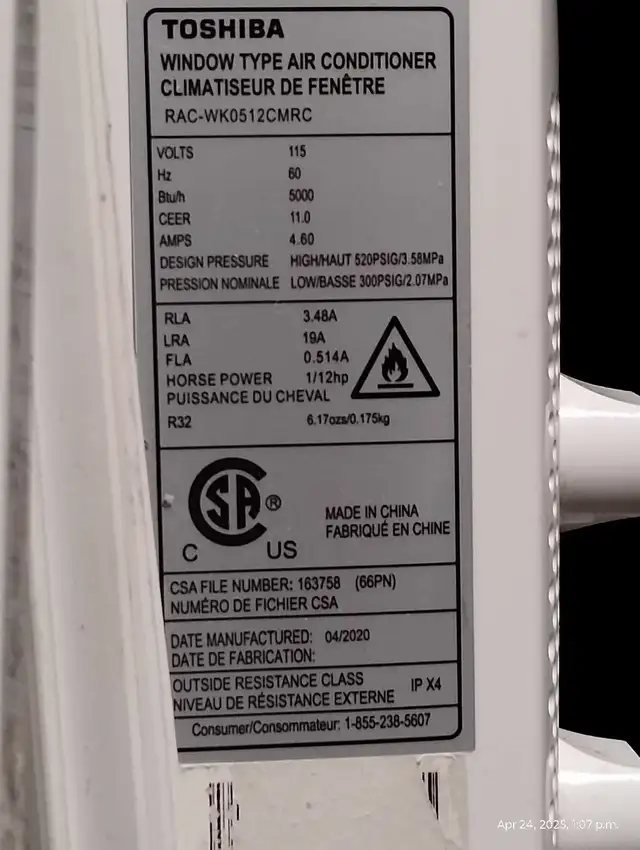 TOSHIBA
WINDOW TYPE AIR CONDITIONER
CLIMATISEUR DE FENÊTRE
RAC-WK0512CMRC
VOLTS 115
Hz 60
Btu/h 5000
CEER 11.0
AMPS 4.60
DESIGN PRESSURE HIGH/HAUT 520PSIG/3.58MPa
PRESSION NOMINALE LOW/BASSE 300PSIG/2.07MPa
RLA 3.48A
LRA 19A
FLA 0.514A
HORSE POWER 1/12hp
PUISSANCE DU CHEVAL
R32 6.17ozs/0.175kg
SA ®
C US
MADE IN CHINA
FABRIQUÉ EN CHINE
CSA FILE NUMBER: 163758 (66PN)
NUMÉRO DE FICHIER CSA
DATE MANUFACTURED: 04/2020
DATE DE FABRICATION:
OUTSIDE RESISTANCE CLASS IP X4
NIVEAU DE RÉSISTANCE EXTERNE
Consumer/Consommateur: 1-855-238-5607
Apr 24, 2025, 1:07 p.m.